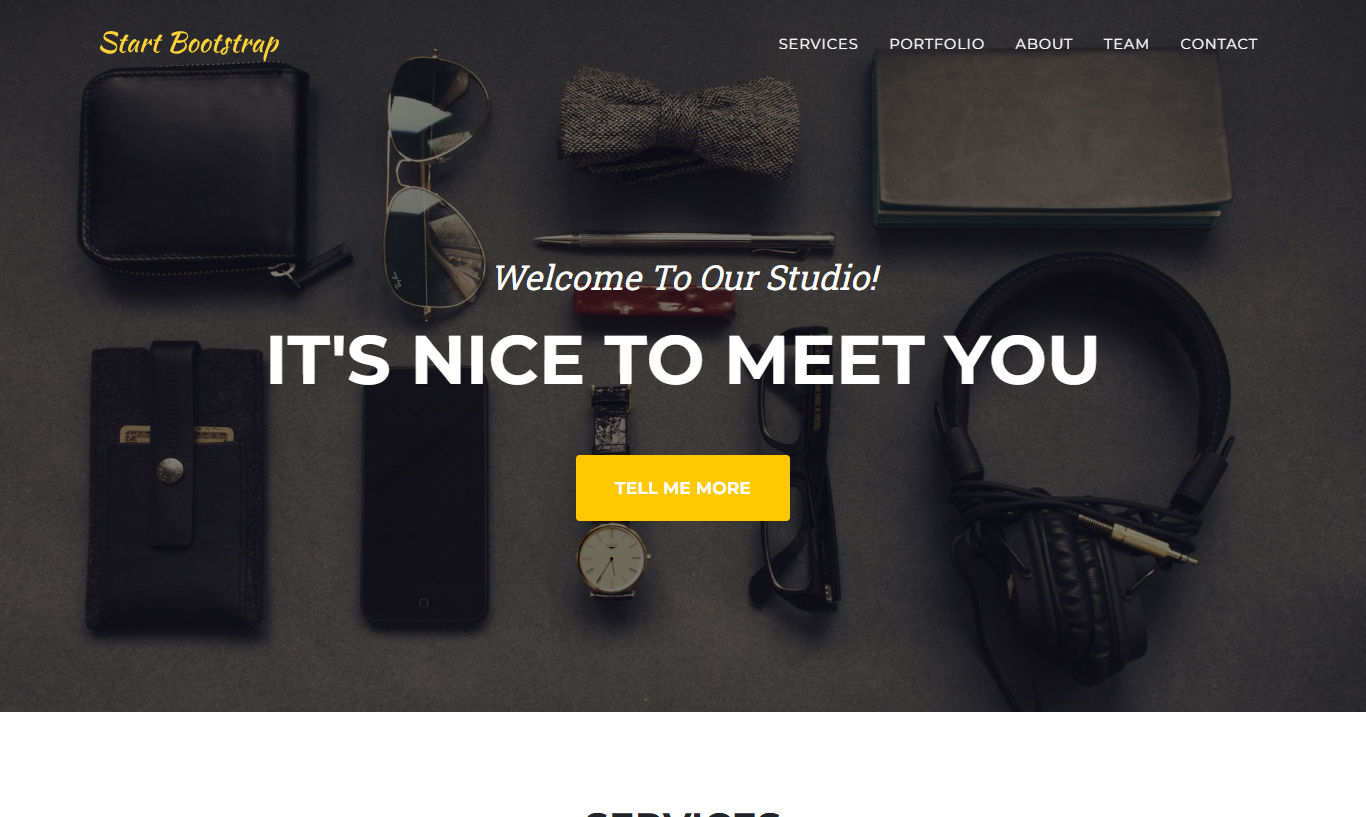 Start Bootstrap
SERVICES PORTFOLIO ABOUT TEAM CONTACT
Welcome To Our Studio!
IT'S NICE TO MEET YOU
TELL ME MORE
SERVICES